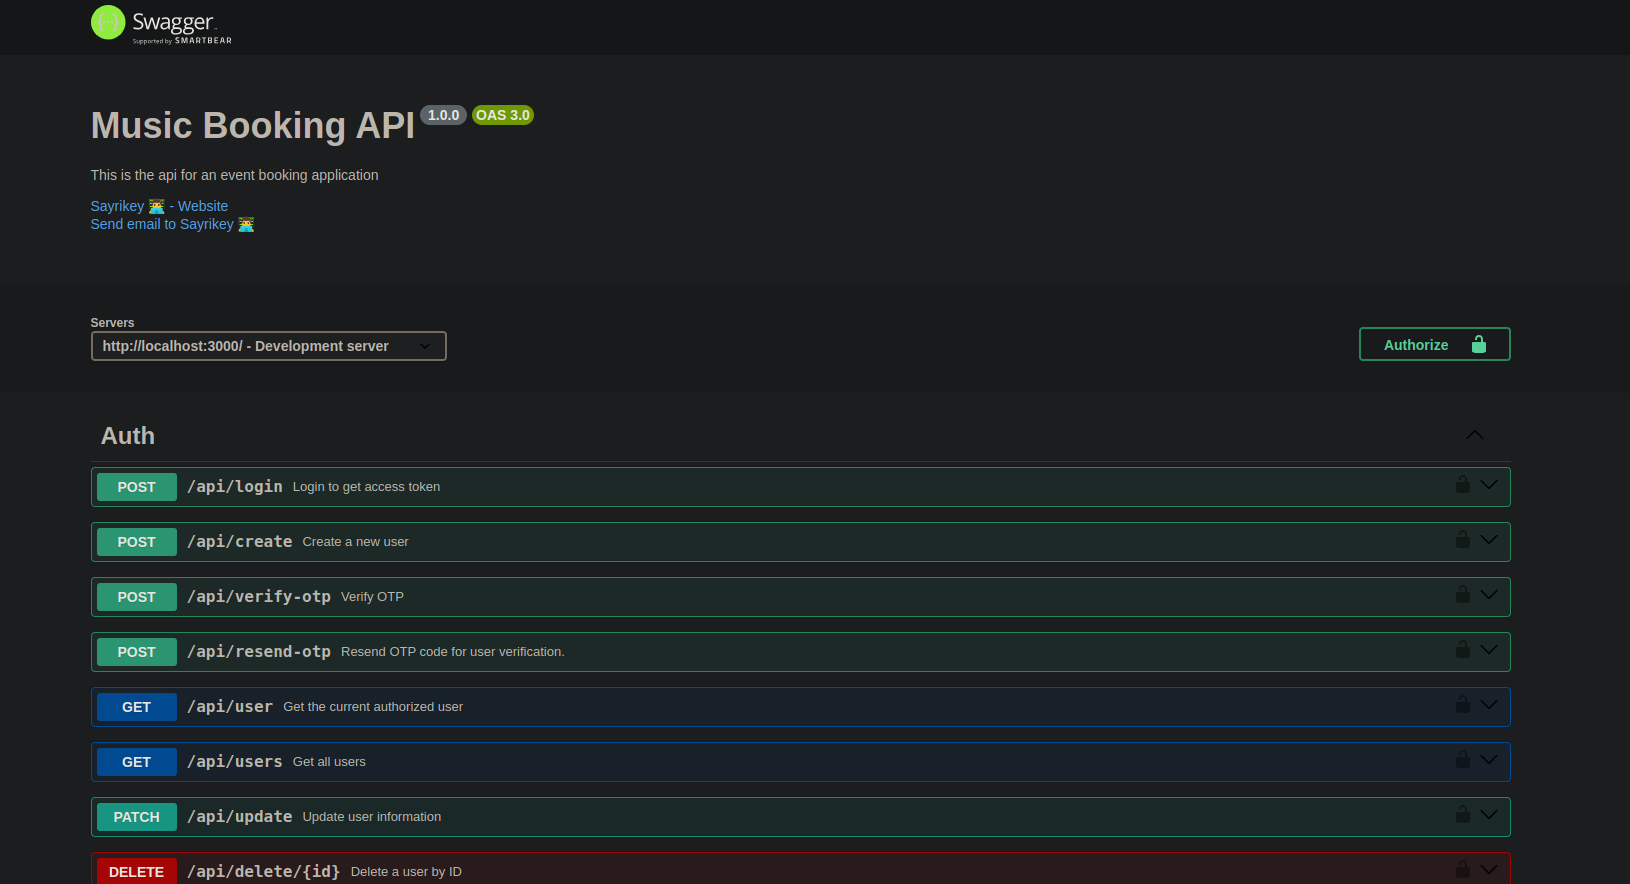 Swagger
Supported by SMARTBEAR
Music Booking API 1.0.0 OAS 3.0
This is the api for an event booking application
Sayrikey 👨‍💻 - Website
Send email to Sayrikey 👨‍💻
Servers
http://localhost:3000/ - Development server
Authorize
Auth
POST /api/login Login to get access token
POST /api/create Create a new user
POST /api/verify-otp Verify OTP
POST /api/resend-otp Resend OTP code for user verification.
GET /api/user Get the current authorized user
GET /api/users Get all users
PATCH /api/update Update user information
DELETE /api/delete/{id} Delete a user by ID